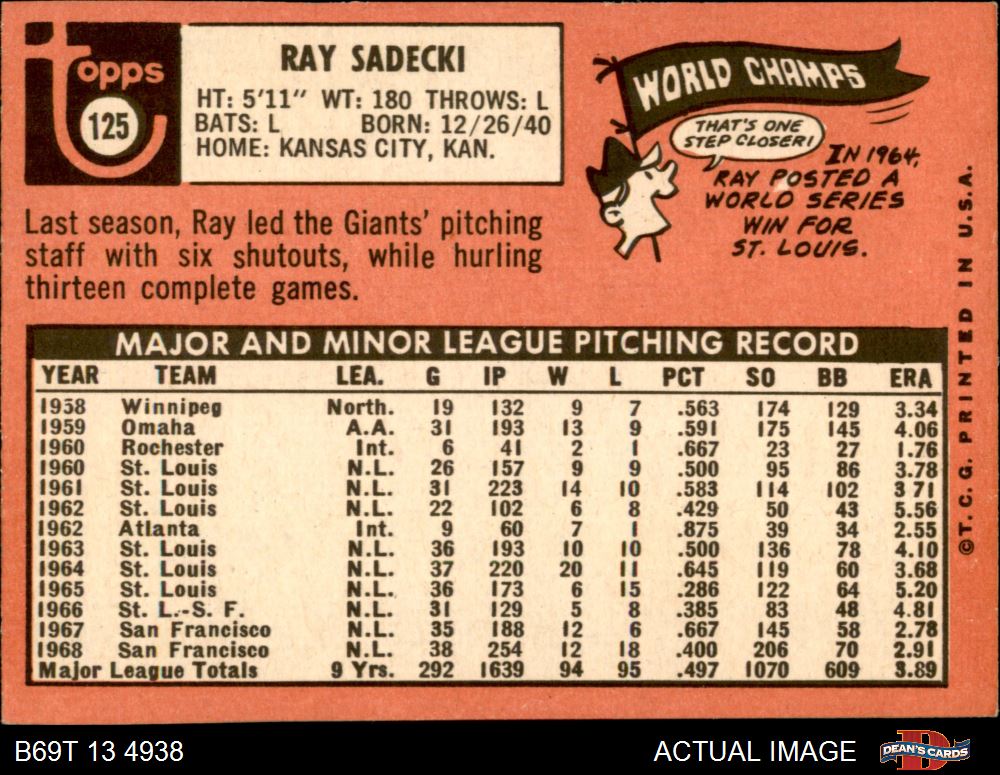 Topps
125
RAY SADECKI
HT: 5'11" WT: 180 THROWS: L
BATS: L BORN: 12/26/40
HOME: KANSAS CITY, KAN.
WORLD CHAMPS
THAT'S ONE
STEP CLOSER!
IN 1964,
RAY POSTED A
WORLD SERIES
WIN FOR
ST. LOUIS.
Last season, Ray led the Giants' pitching
staff with six shutouts, while hurling
thirteen complete games.
MAJOR AND MINOR LEAGUE PITCHING RECORD
YEAR TEAM LEA. G IP W L PCT SO BB ERA
1958 Winnipeg North. 19 132 9 7 .563 174 129 3.34
1959 Omaha A.A. 31 193 13 9 .591 175 145 4.06
1960 Rochester Int. 6 41 2 1 .667 23 27 1.76
1960 St. Louis N.L. 26 157 9 9 .500 95 86 3.78
1961 St. Louis N.L. 31 223 14 10 .583 114 102 3 71
1962 St. Louis N.L. 22 102 6 8 .429 50 43 5.56
1962 Atlanta Int. 9 60 7 1 .875 39 34 2.55
1963 St. Louis N.L. 36 193 10 10 .500 136 78 4.10
1964 St. Louis N.L. 37 220 20 11 .645 119 60 3.68
1965 St. Louis N.L. 36 173 6 15 .286 122 64 5.20
1966 St. L.-S. F. N.L. 31 129 5 8 .385 83 48 4.81
1967 San Francisco N.L. 35 188 12 6 .667 145 58 2.78
1968 San Francisco N.L. 38 254 12 18 .400 206 70 2.91
Major League Totals 9 Yrs. 292 1639 94 95 .497 1070 609 3.89
©T.C.G. PRINTED IN U.S.A.
B69T 13 4938
ACTUAL IMAGE
DEAN'S CARDS